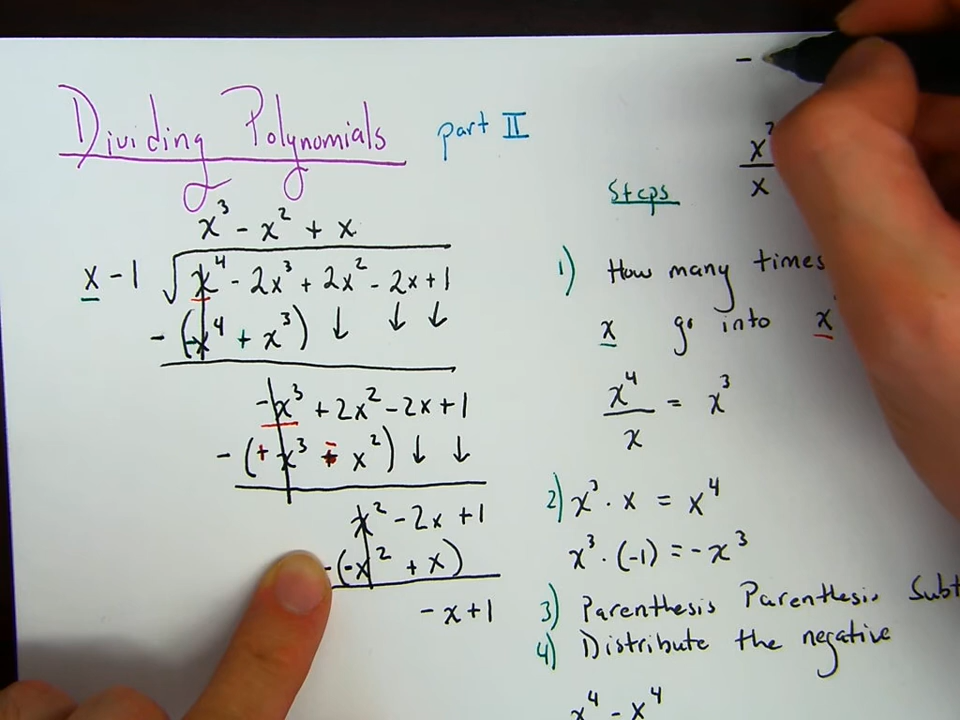 Dividing Polynomials part II
x³ - x² + x
x - 1 √ x⁴ - 2x³ + 2x² - 2x + 1
- (-x⁴ + x³) ↓ ↓ ↓
-x³ + 2x² - 2x + 1
- (+ x³ - x²) ↓ ↓
x² - 2x + 1
- (-x² + x)
- x + 1
-
x²
x
Steps
1) How many times
x go into x
x⁴/x = x³
2) x³ · x = x⁴
x³ · (-1) = -x³
3) Parenthesis Parenthesis Subt
4) Distribute the negative
x⁴ - x⁴